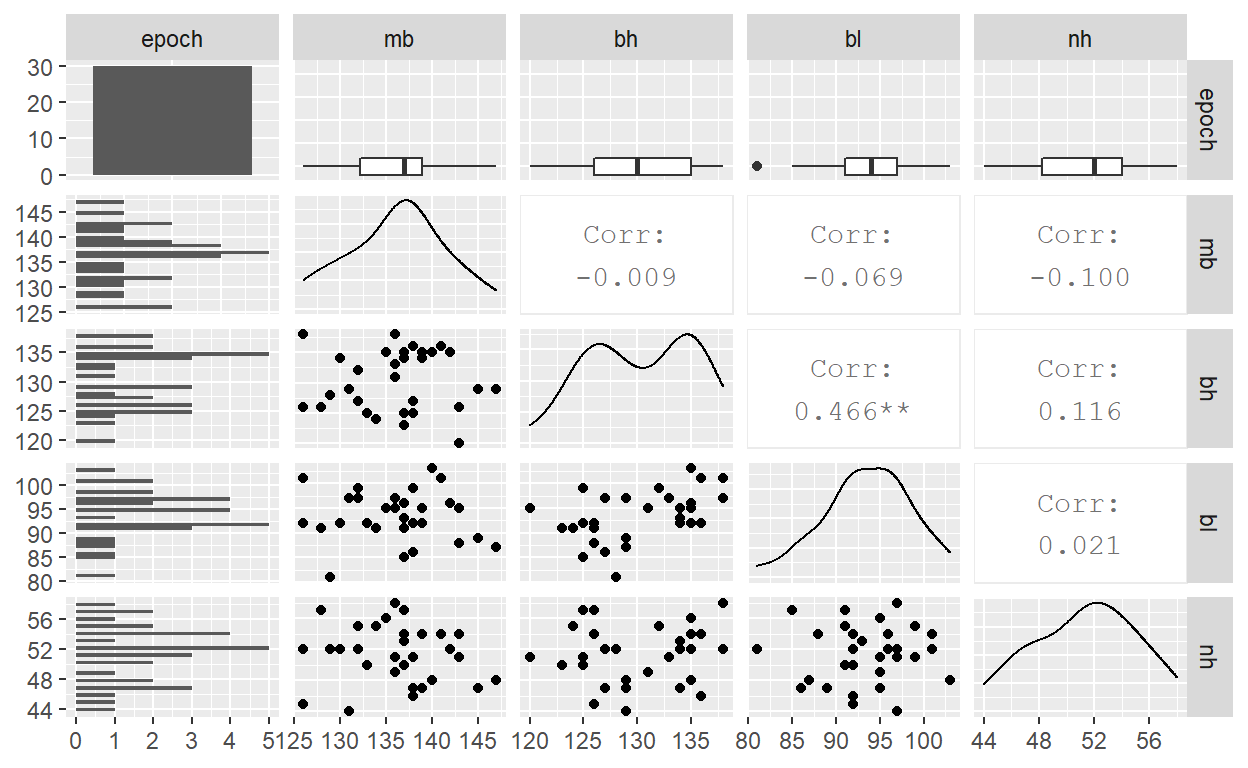 epoch mb bh bl nh
30
20
10
0
epoch
145
140
135
130
125
Corr:
-0.009
Corr:
-0.069
Corr:
-0.100
mb
135
130
125
120
Corr:
0.466**
Corr:
0.116
bh
100
95
90
85
80
Corr:
0.021
bl
56
52
48
44
nh
0 1 2 3 4 5
125 130 135 140 145
120 125 130 135
80 85 90 95 100
44 48 52 56